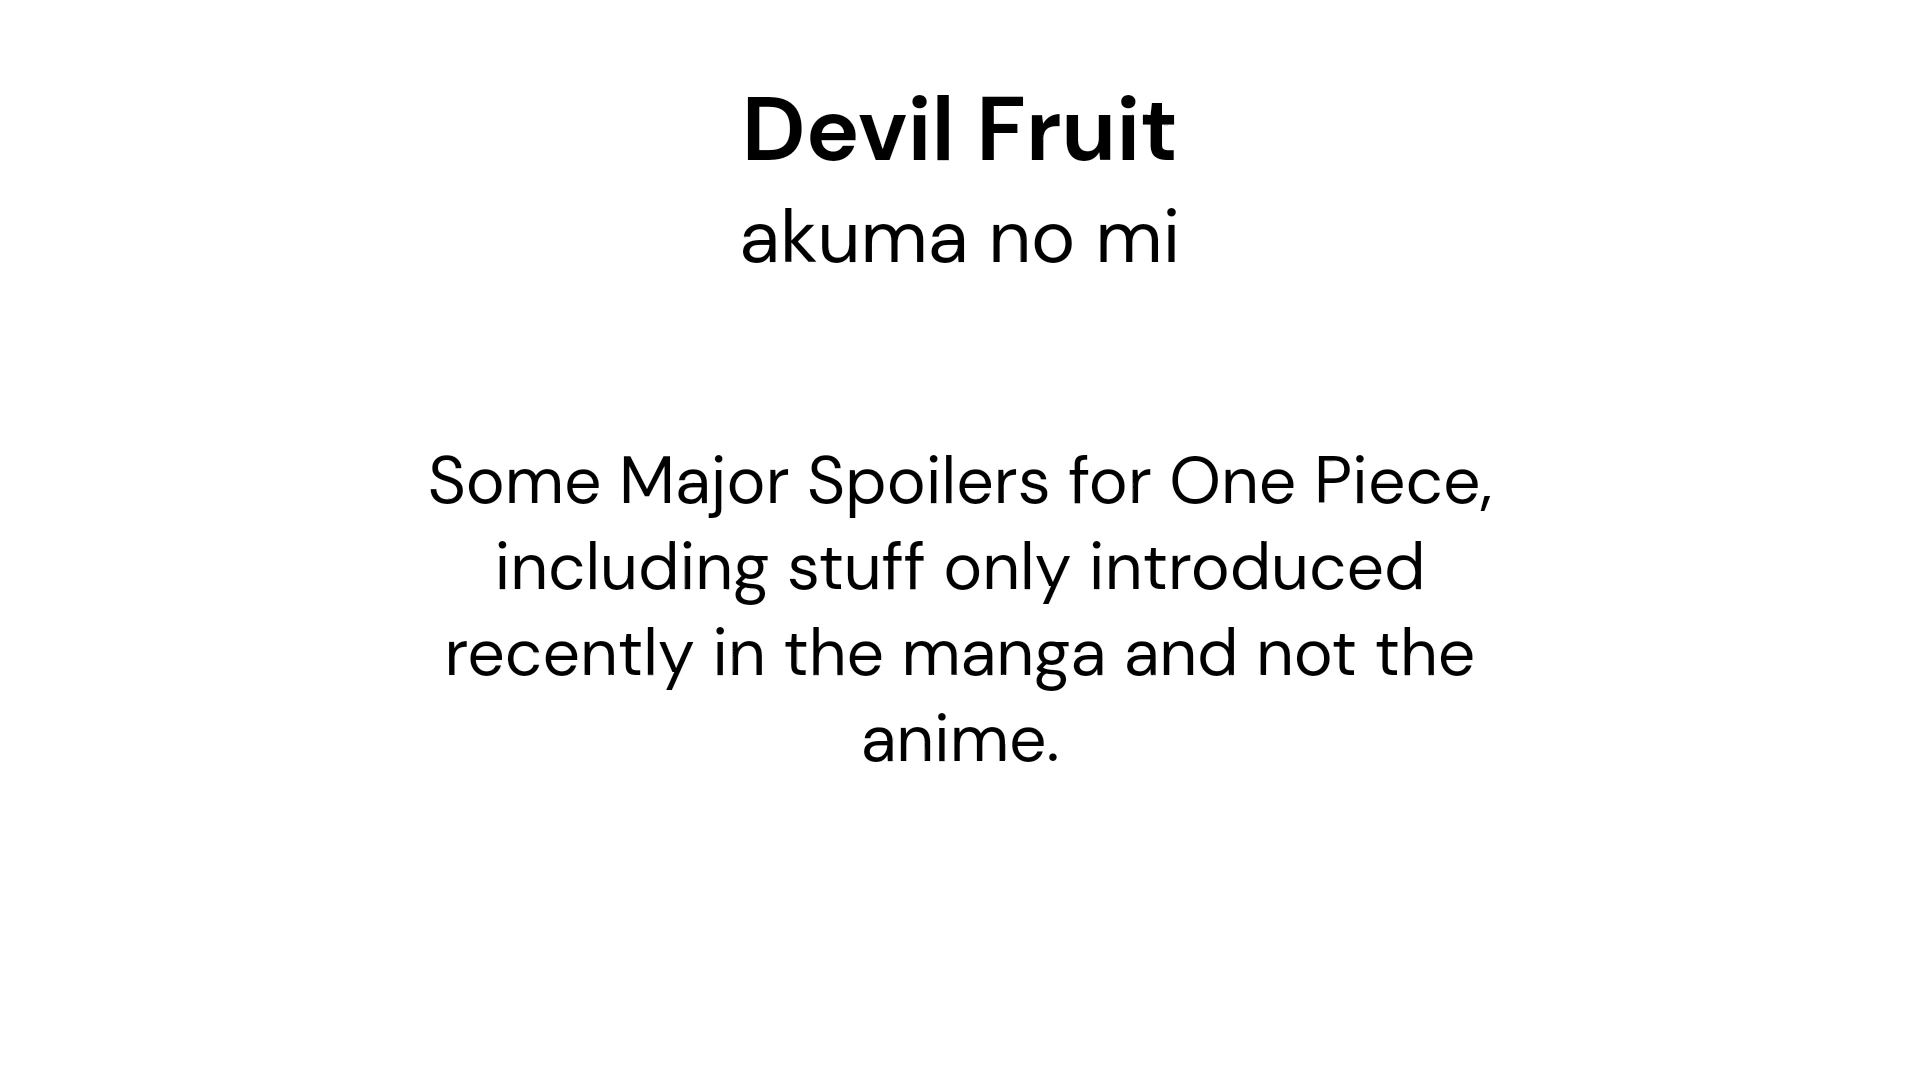 Devil Fruit
akuma no mi
Some Major Spoilers for One Piece,
including stuff only introduced
recently in the manga and not the
anime.